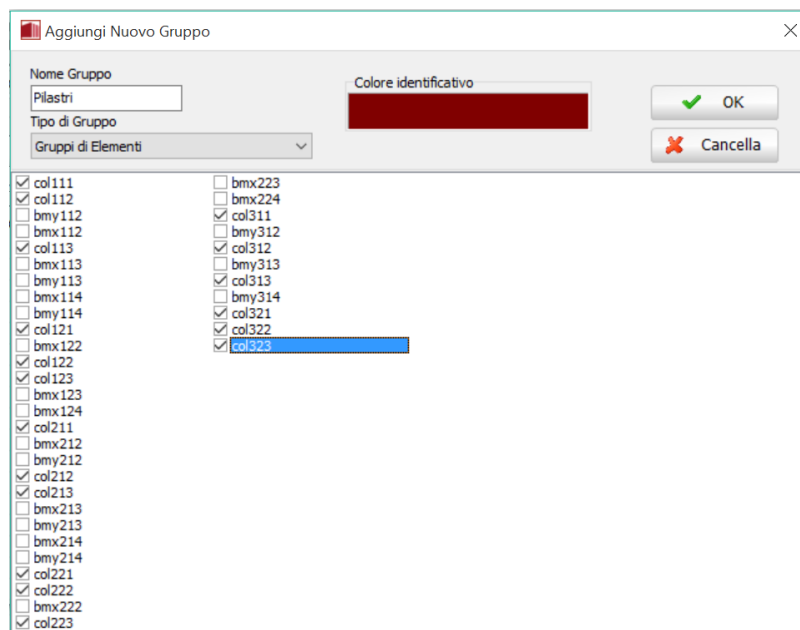 Aggiungi Nuovo Gruppo
Nome Gruppo
Pilastri
Tipo di Gruppo
Gruppi di Elementi
Colore identificativo
OK
Cancella
col111
col112
bmy112
bmx112
col113
bmx113
bmy113
bmx114
bmy114
col121
bmx122
col122
col123
bmx123
bmx124
col211
bmx212
bmy212
col212
col213
bmx213
bmy213
bmx214
bmy214
col221
col222
bmx222
col223
bmx223
bmx224
col311
bmy312
col312
bmy313
col313
bmy314
col321
col322
col323